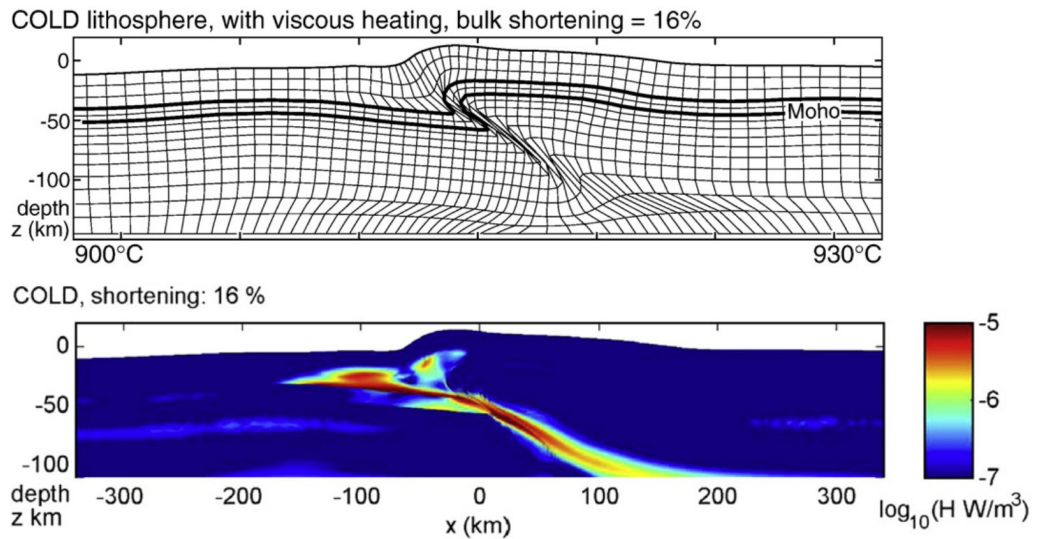 COLD lithosphere, with viscous heating, bulk shortening = 16%
0
-50
Moho
-100
depth
z (km)
900°C 930°C
COLD, shortening: 16 %
0
-50
-100
depth
z km
-300 -200 -100 0 100 200 300
x (km)
-5
-6
-7
log10(H W/m³)